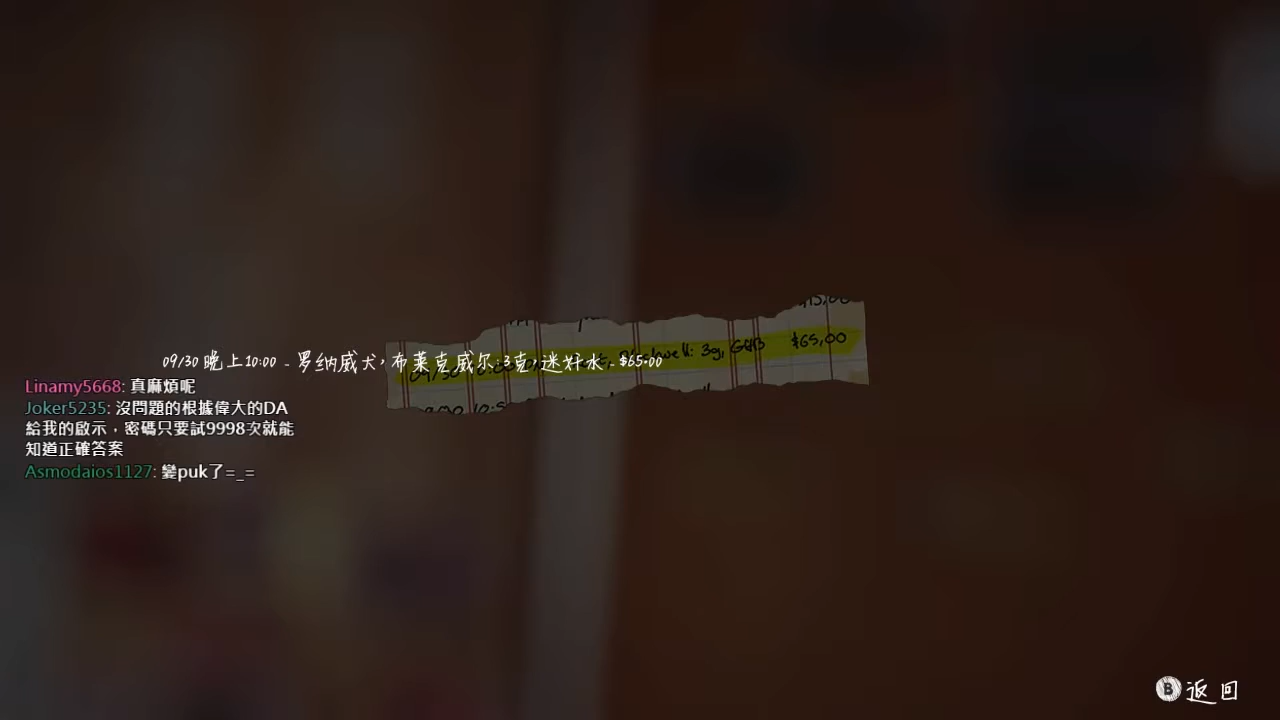 $65,00
09/30 晚上10:00 - 罗纳威犬,布莱克威尔:3克,迷奸水, $65.00
Linamy5668: 真麻煩呢
Joker5235: 沒問題的根據偉大的DA
給我的啟示，密碼只要試9998次就能
知道正確答案
Asmodaios1127: 變puk了=_=
B 返回